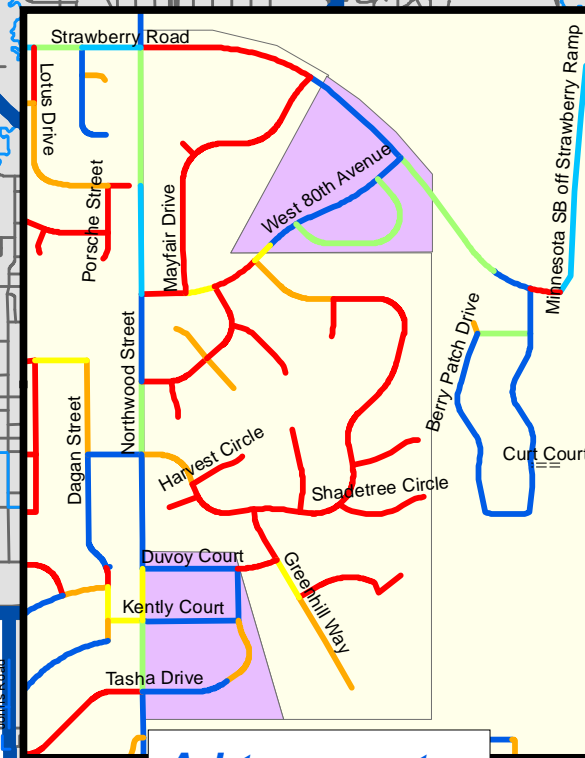 Strawberry Road
Lotus Drive
Minnesota SB off Strawberry Ramp
West 80th Avenue
Porsche Street
Mayfair Drive
Northwood Street
Berry Patch Drive
Dagan Street
Harvest Circle
Curt Court
Shadetree Circle
Duvoy Court
Greenhill Way
Kently Court
Tasha Drive